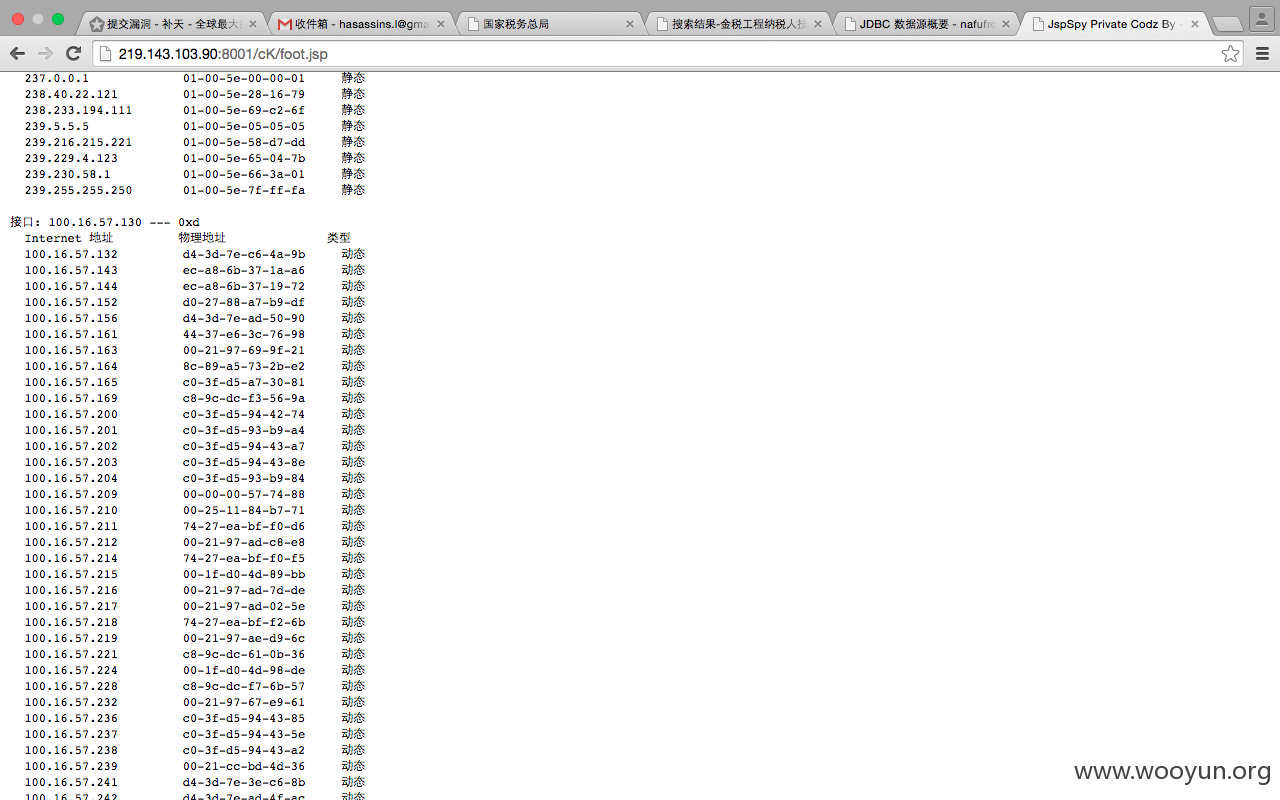 提交漏洞 - 补天 - 全球最大
收件箱 - hasassins.l@gma
国家税务总局
搜索结果-金税工程纳税人技
JDBC 数据源概要 - nafufro
JspSpy Private Codz By -
219.143.103.90:8001/cK/foot.jsp
237.0.0.1 01-00-5e-00-00-01 静态
238.40.22.121 01-00-5e-28-16-79 静态
238.233.194.111 01-00-5e-69-c2-6f 静态
239.5.5.5 01-00-5e-05-05-05 静态
239.216.215.221 01-00-5e-58-d7-dd 静态
239.229.4.123 01-00-5e-65-04-7b 静态
239.230.58.1 01-00-5e-66-3a-01 静态
239.255.255.250 01-00-5e-7f-ff-fa 静态
接口: 100.16.57.130 --- 0xd
Internet 地址 物理地址 类型
100.16.57.132 d4-3d-7e-c6-4a-9b 动态
100.16.57.143 ec-a8-6b-37-1a-a6 动态
100.16.57.144 ec-a8-6b-37-19-72 动态
100.16.57.152 d0-27-88-a7-b9-df 动态
100.16.57.156 d4-3d-7e-ad-50-90 动态
100.16.57.161 44-37-e6-3c-76-98 动态
100.16.57.163 00-21-97-69-9f-21 动态
100.16.57.164 8c-89-a5-73-2b-e2 动态
100.16.57.165 c0-3f-d5-a7-30-81 动态
100.16.57.169 c8-9c-dc-f3-56-9a 动态
100.16.57.200 c0-3f-d5-94-42-74 动态
100.16.57.201 c0-3f-d5-93-b9-a4 动态
100.16.57.202 c0-3f-d5-94-43-a7 动态
100.16.57.203 c0-3f-d5-94-43-8e 动态
100.16.57.204 c0-3f-d5-93-b9-84 动态
100.16.57.209 00-00-00-57-74-88 动态
100.16.57.210 00-25-11-84-b7-71 动态
100.16.57.211 74-27-ea-bf-f0-d6 动态
100.16.57.212 00-21-97-ad-c8-e8 动态
100.16.57.214 74-27-ea-bf-f0-f5 动态
100.16.57.215 00-1f-d0-4d-89-bb 动态
100.16.57.216 00-21-97-ad-7d-de 动态
100.16.57.217 00-21-97-ad-02-5e 动态
100.16.57.218 74-27-ea-bf-f2-6b 动态
100.16.57.219 00-21-97-ae-d9-6c 动态
100.16.57.221 c8-9c-dc-61-0b-36 动态
100.16.57.224 00-1f-d0-4d-98-de 动态
100.16.57.228 c8-9c-dc-f7-6b-57 动态
100.16.57.232 00-21-97-67-e9-61 动态
100.16.57.236 c0-3f-d5-94-43-85 动态
100.16.57.237 c0-3f-d5-94-43-5e 动态
100.16.57.238 c0-3f-d5-94-43-a2 动态
100.16.57.239 00-21-cc-bd-4d-36 动态
100.16.57.241 d4-3d-7e-3e-c6-8b 动态
100.16.57.242 d4-3d-7e-ad-4f-ac 动态
www.wooyun.org